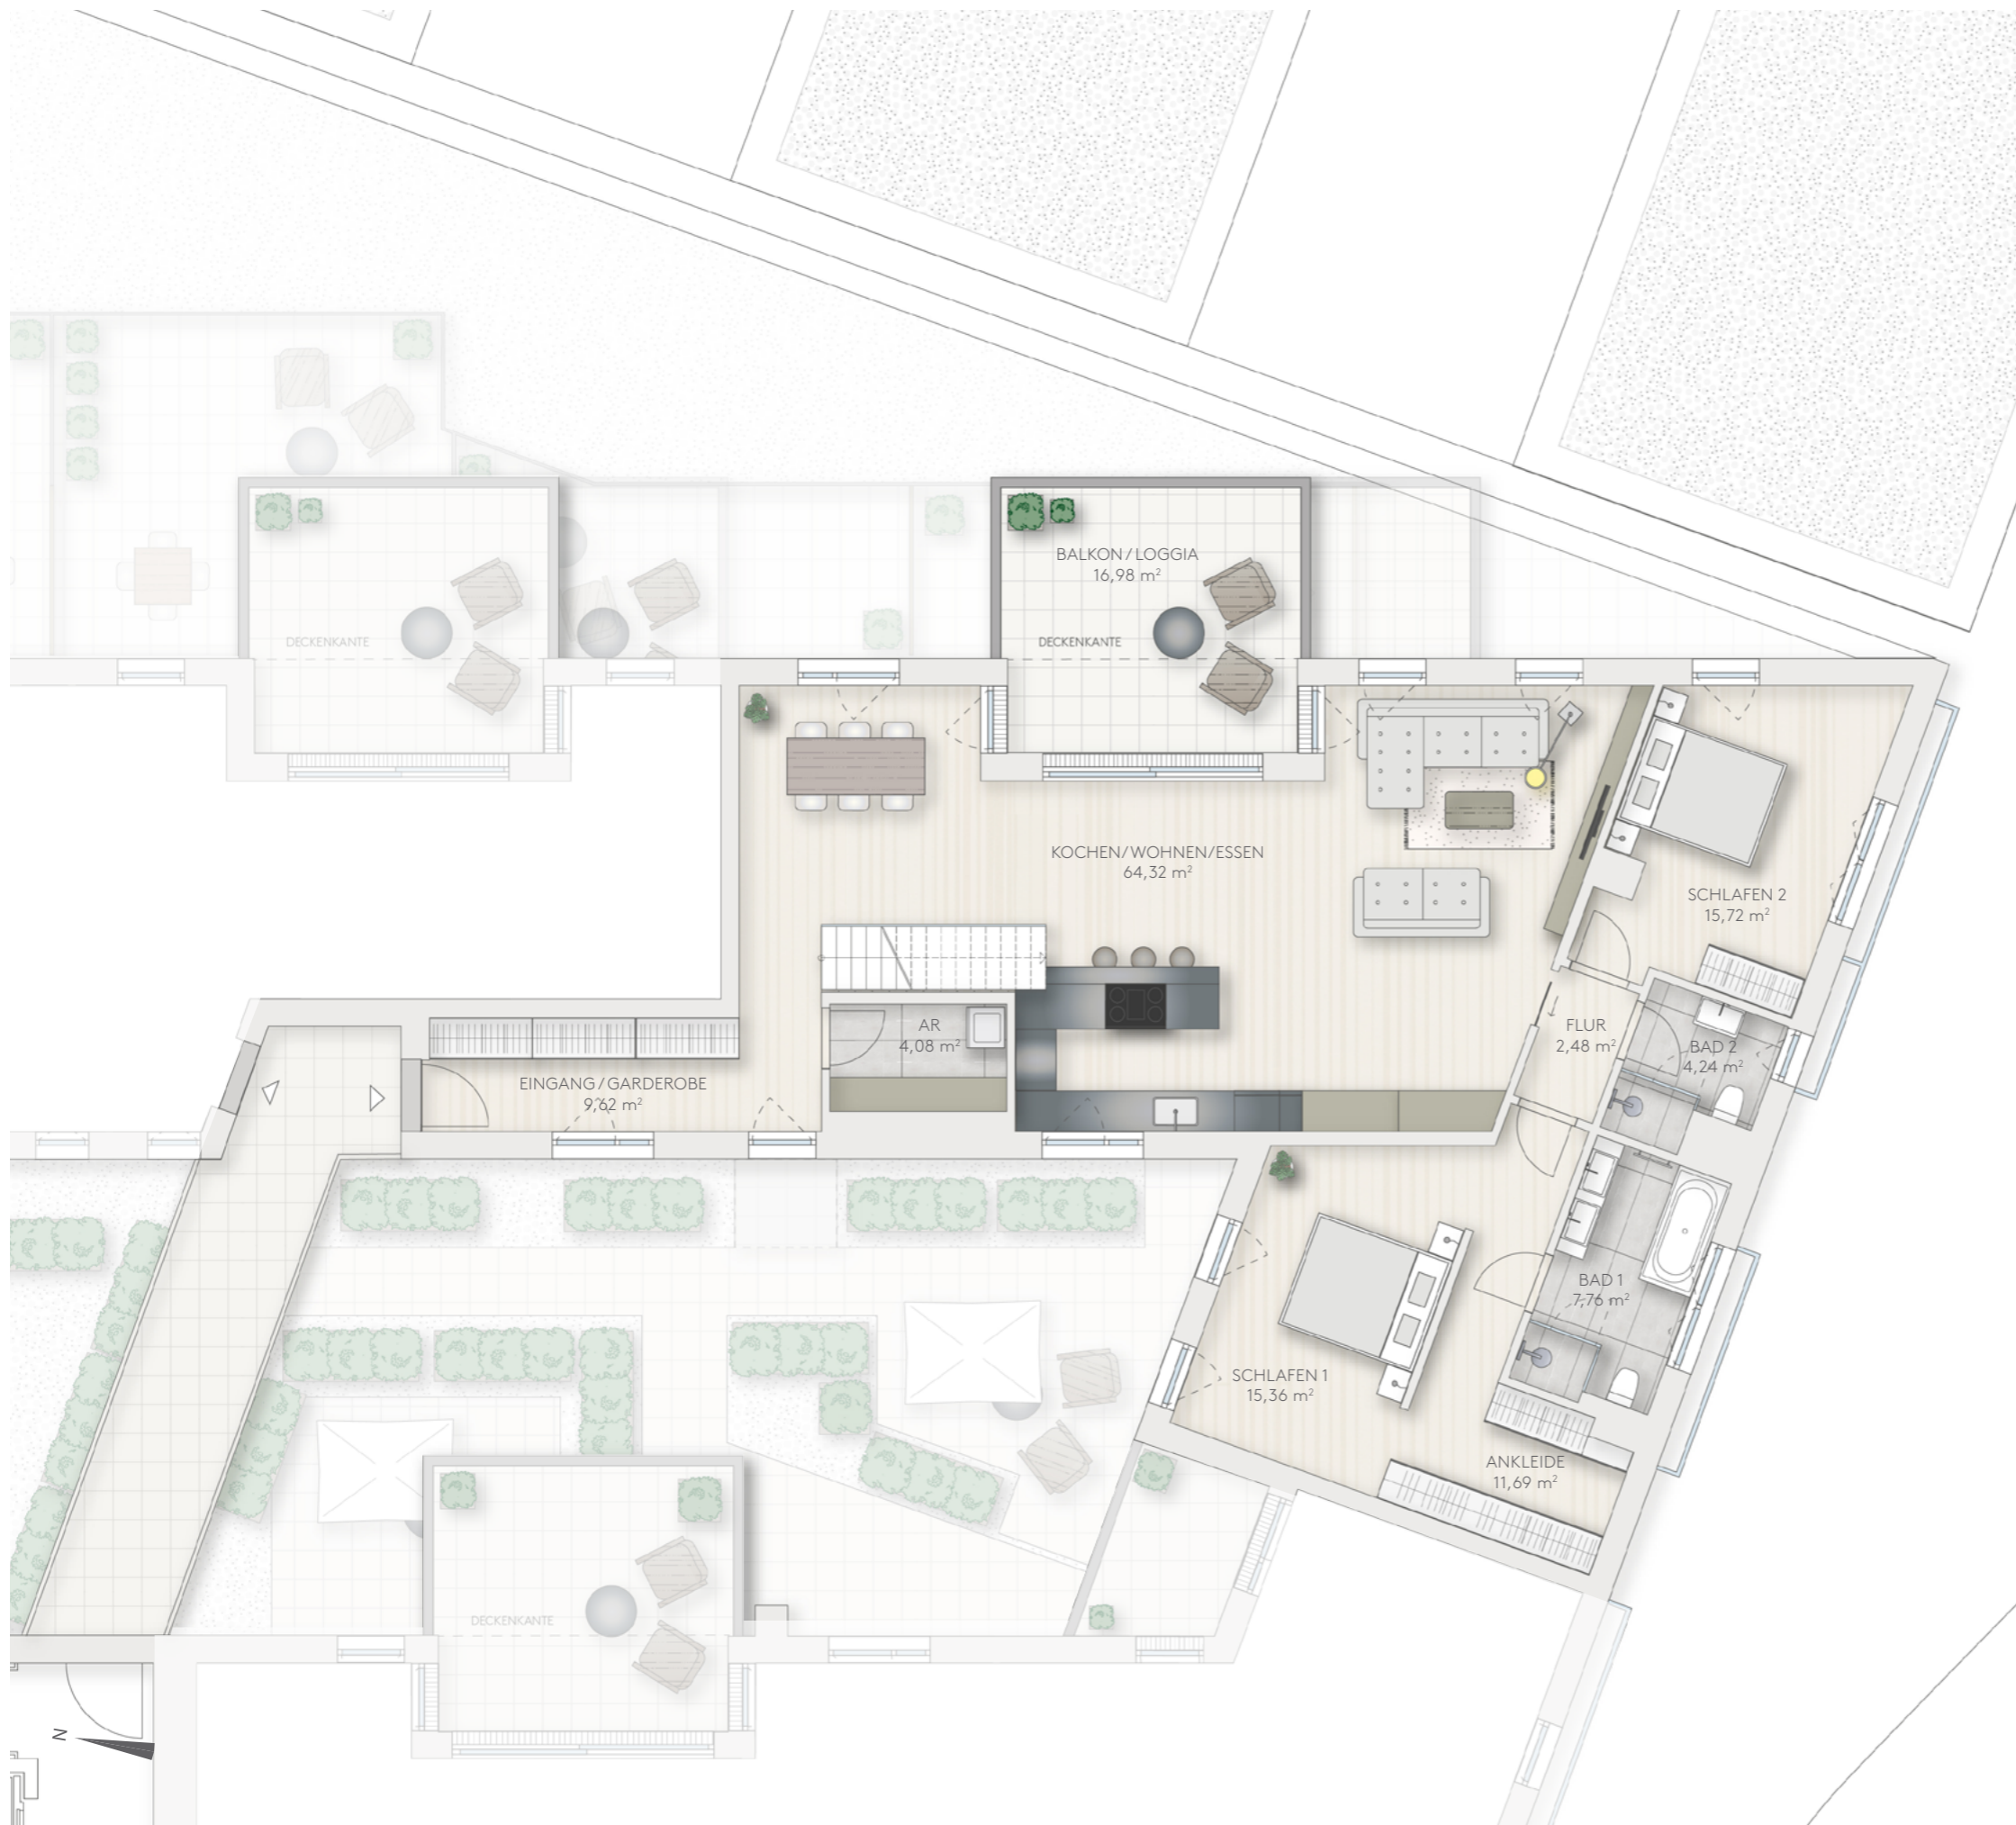 BALKON / LOGGIA
16,98 m²
DECKENKANTE
DECKENKANTE
KOCHEN/WOHNEN/ESSEN
64,32 m²
SCHLAFEN 2
15,72 m²
AR
4,08 m²
FLUR
2,48 m²
BAD 2
4,24 m²
EINGANG / GARDEROBE
9,62 m²
BAD 1
7,76 m²
SCHLAFEN 1
15,36 m²
ANKLEIDE
11,69 m²
DECKENKANTE
N